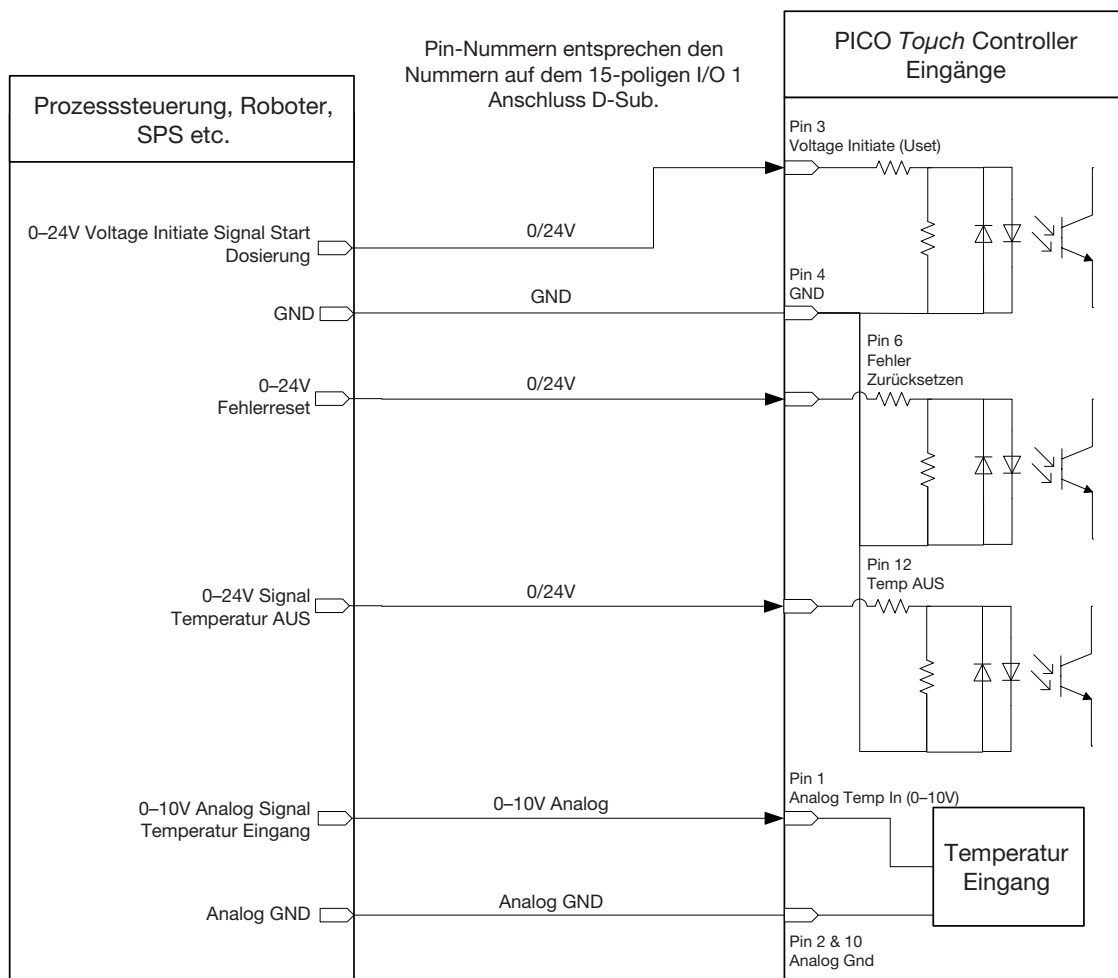 Pin-Nummern entsprechen den
Nummern auf dem 15-poligen I/O 1
Anschluss D-Sub.
PICO Toµch Controller
Eingänge
Prozesssteuerung, Roboter,
SPS etc.
Pin 3
Voltage Initiate (Uset)
0–24V Voltage Initiate Signal Start
Dosierung
0/24V
Pin 4
GND
GND
GND
Pin 6
Fehler
Zurücksetzen
0–24V
Fehlerreset
0/24V
Pin 12
Temp AUS
0–24V Signal
Temperatur AUS
0/24V
Pin 1
Analog Temp In (0–10V)
0–10V Analog Signal
Temperatur Eingang
0–10V Analog
Temperatur
Eingang
Analog GND
Analog GND
Pin 2 & 10
Analog Gnd